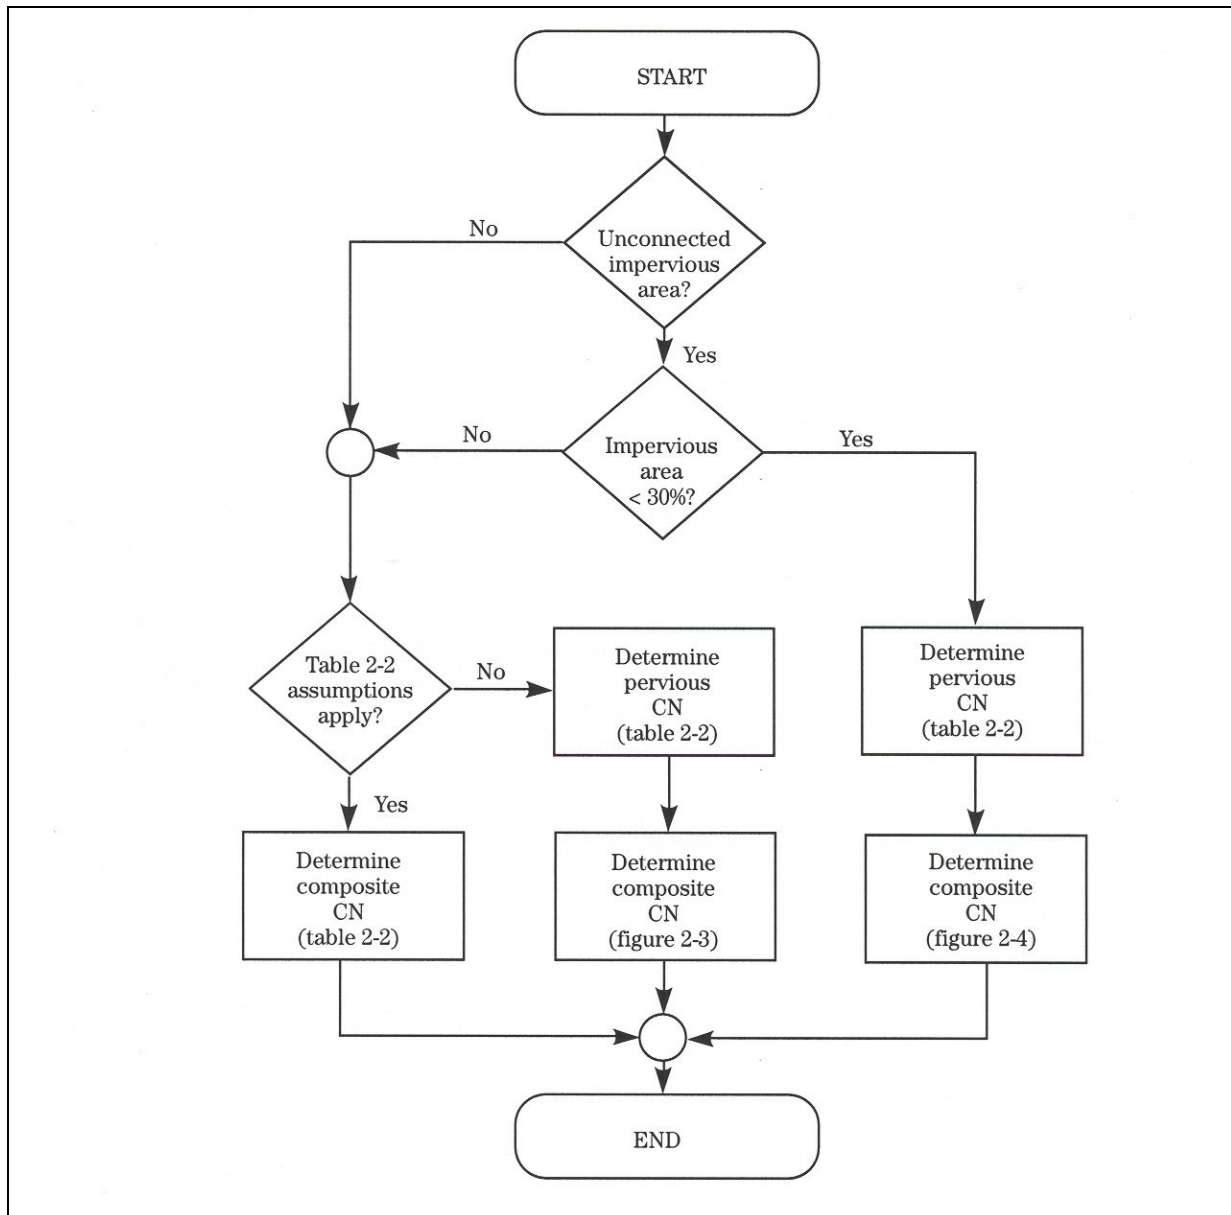 START
No
Unconnected
impervious
area?
Yes
No
Impervious
area
< 30%?
Yes
Table 2-2
assumptions
apply?
No
Determine
pervious
CN
(table 2-2)
Determine
pervious
CN
(table 2-2)
Yes
Determine
composite
CN
(table 2-2)
Determine
composite
CN
(figure 2-3)
Determine
composite
CN
(figure 2-4)
END